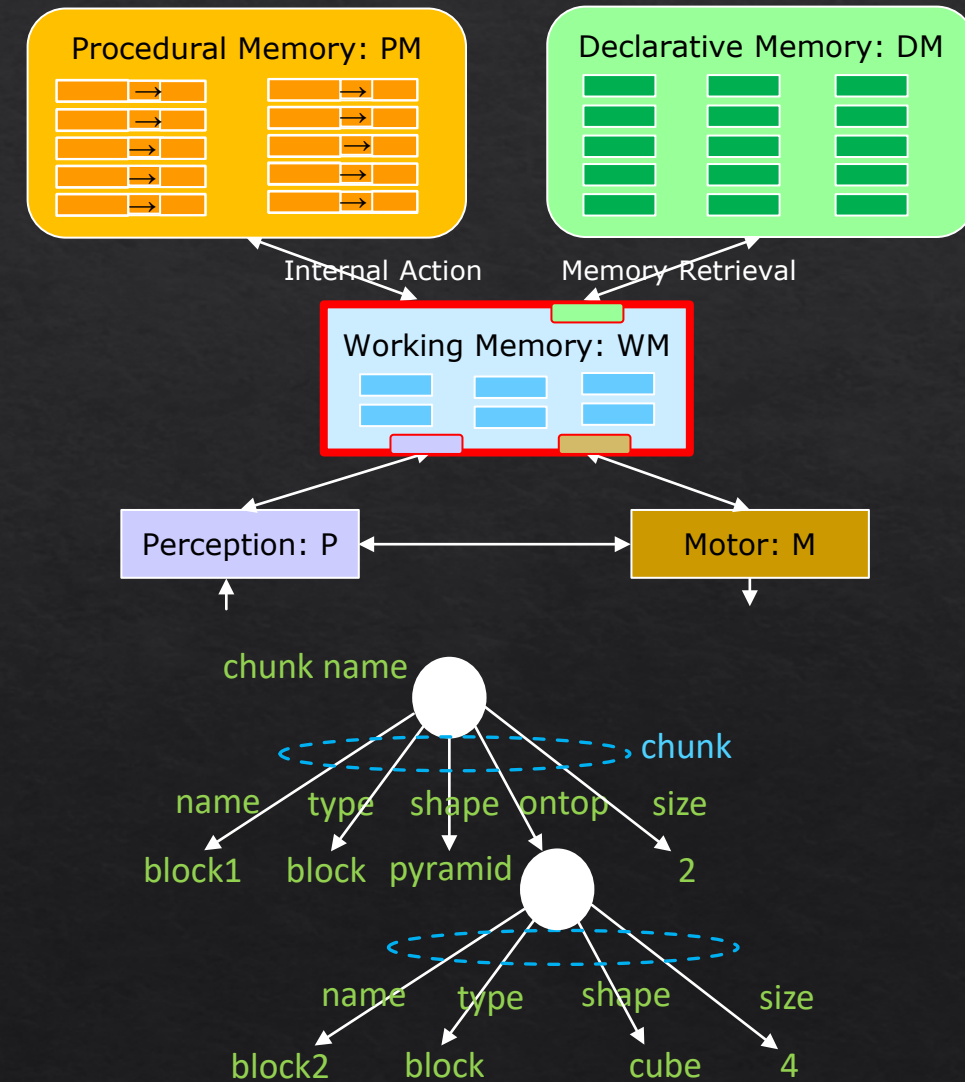 Procedural Memory: PM
Declarative Memory: DM
→ →
→ →
→ →
→ →
→ →
Internal Action
Memory Retrieval
Working Memory: WM
Perception: P
Motor: M
chunk name
chunk
name type shape ontop size
block1 block pyramid 2
name type shape size
block2 block cube 4